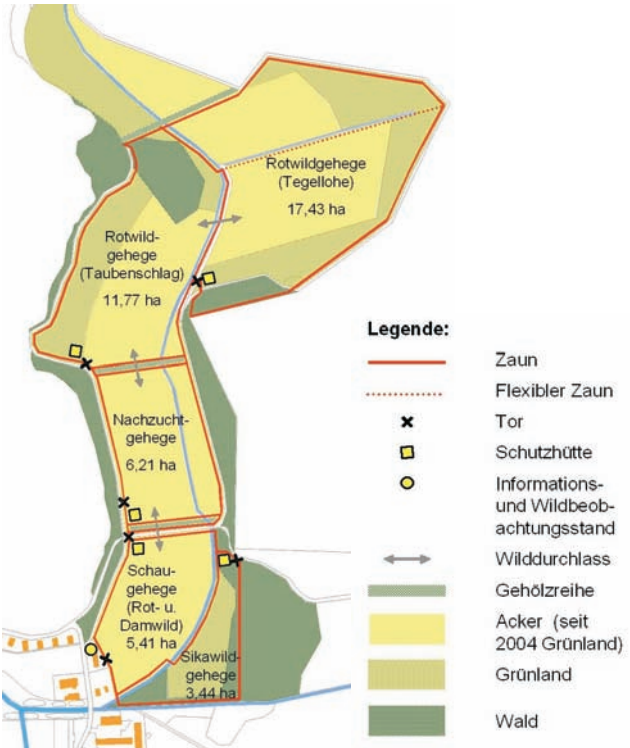 Rotwildgehege
(Tegellohe)
17,43 ha
Rotwild-
gehege
(Taubenschlag)
11,77 ha
Nachzucht-
gehege
6,21 ha
Schau-
gehege
(Rot- u.
Damwild)
5,41 ha
Sikawild-
gehege
3,44 ha
Legende:
Zaun
Flexibler Zaun
Tor
Schutzhütte
Informations-
und Wildbeob-
achtungsstand
Wilddurchlass
Gehölzreihe
Acker (seit
2004 Grünland)
Grünland
Wald